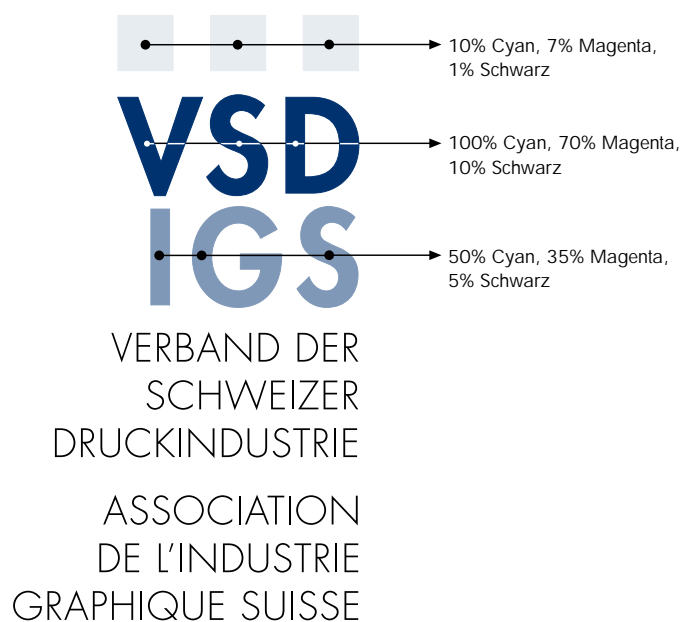 10% Cyan, 7% Magenta,
1% Schwarz
VSD
100% Cyan, 70% Magenta,
10% Schwarz
IGS
50% Cyan, 35% Magenta,
5% Schwarz
VERBAND DER
SCHWEIZER
DRUCKINDUSTRIE
ASSOCIATION
DE L'INDUSTRIE
GRAPHIQUE SUISSE